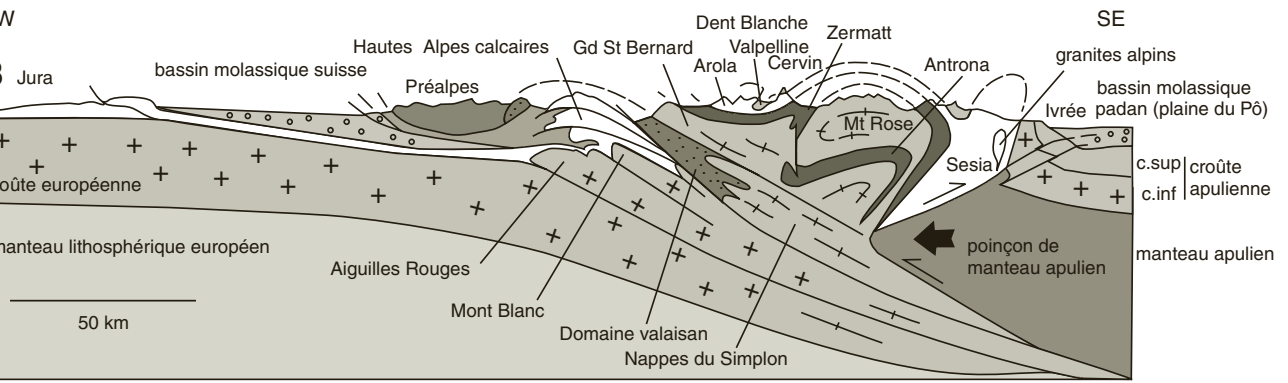 W
SE
B Jura
bassin molassique suisse
Préalpes
Hautes Alpes calcaires
Gd St Bernard
Dent Blanche
Arola
Valpelline
Cervin
Zermatt
Antrona
granites alpins
Ivrée
bassin molassique
padan (plaine du Pô)
Mt Rose
Sesia
c.sup
c.inf
croûte
apulienne
oûte européenne
manteau lithosphérique européen
Aiguilles Rouges
Mont Blanc
Domaine valaisan
Nappes du Simplon
poinçon de
manteau apulien
manteau apulien
50 km